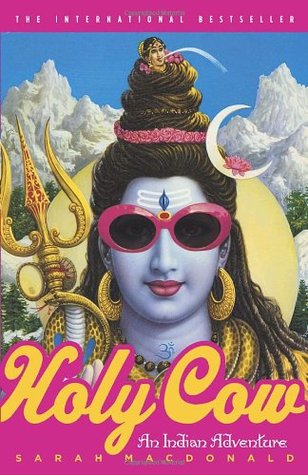 THE INTERNATIONAL BESTSELLER
ॐ
Holy Cow
An Indian Adventure
SARAH MACDONALD